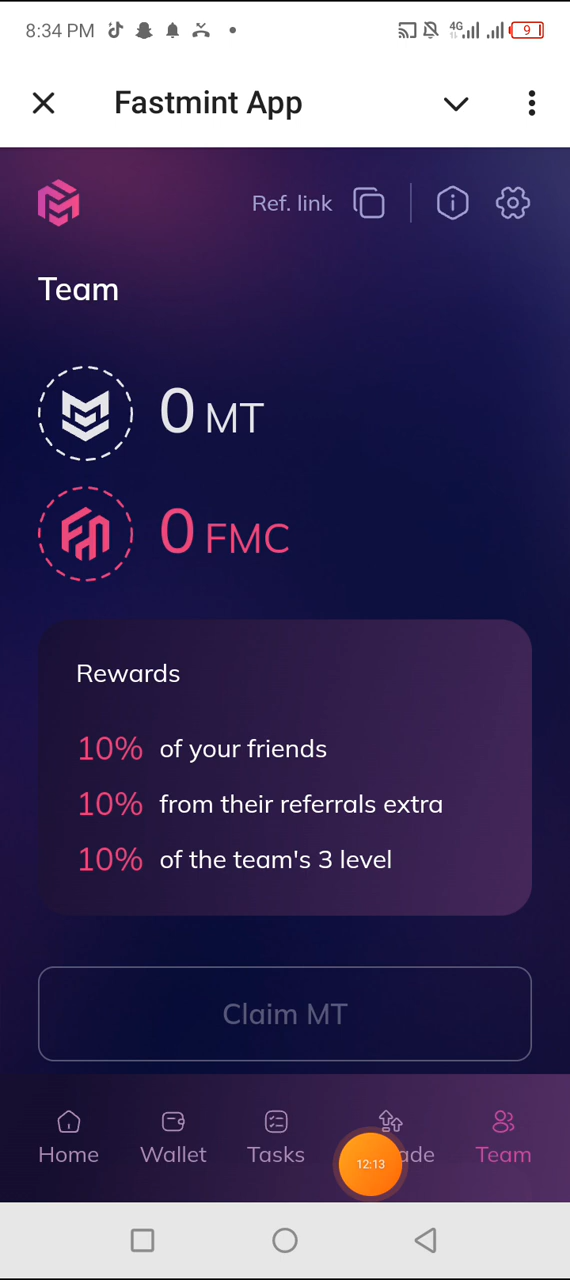 8:34 PM 4G 9
Fastmint App
Ref. link
Team
0 MT
0 FMC
Rewards
10% of your friends
10% from their referrals extra
10% of the team's 3 level
Claim MT
Home Wallet Tasks ade Team
12:13